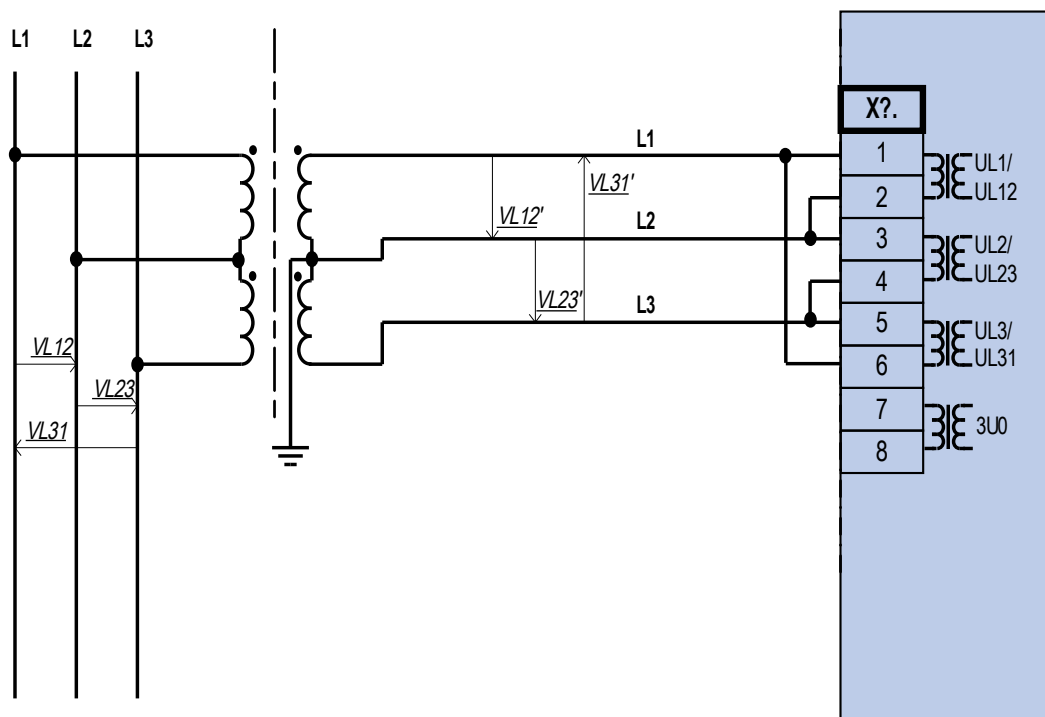 L1 L2 L3
X?.
L1
1
UL1/
UL12
VL31'
2
VL12'
L2
3
UL2/
UL23
4
VL23'
L3
5
UL3/
UL31
VL12
6
VL23
7
3U0
VL31
8